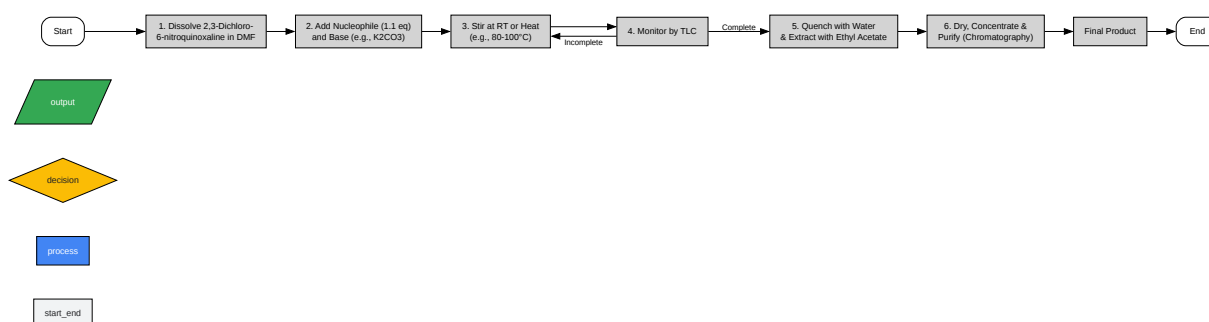 Start
1. Dissolve 2,3-Dichloro-
6-nitroquinoxaline in DMF
2. Add Nucleophile (1.1 eq)
and Base (e.g., K2CO3)
3. Stir at RT or Heat
(e.g., 80-100°C)
Incomplete
4. Monitor by TLC
Complete
5. Quench with Water
& Extract with Ethyl Acetate
6. Dry, Concentrate &
Purify (Chromatography)
Final Product
End
output
decision
process
start_end